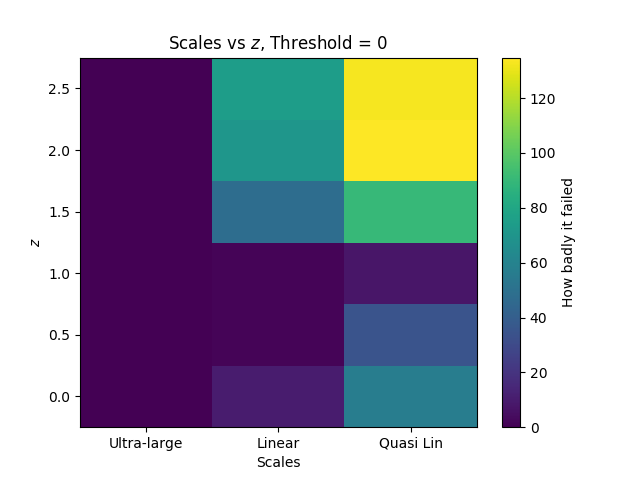 Scales vs z, Threshold = 0
2.5
2.0
1.5
1.0
0.5
0.0
z
Ultra-large Linear Quasi Lin
Scales
120
100
80
60
40
20
0
How badly it failed